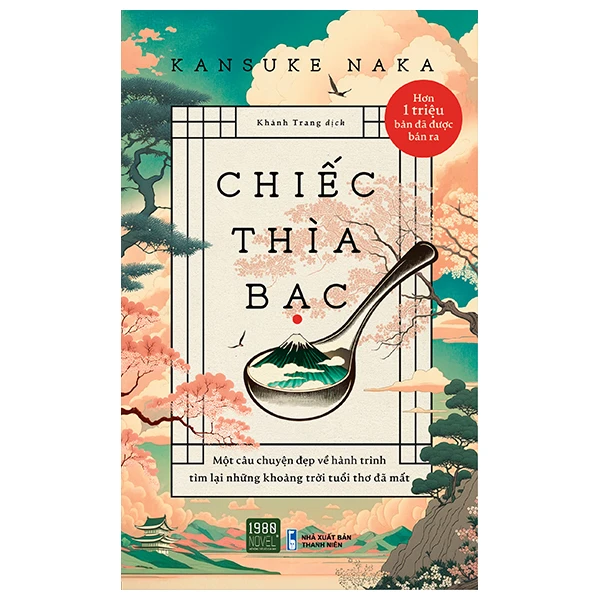 KANSUKE NAKA
Hơn
1 triệu
bản đã được
bán ra
Khánh Trang dịch
CHIẾC
THÌA
BẠC
Một câu chuyện đẹp về hành trình
tìm lại những khoảng trời tuổi thơ đã mất
1980
NOVEL
NHÀ XUẤT BẢN
THANH NIÊN